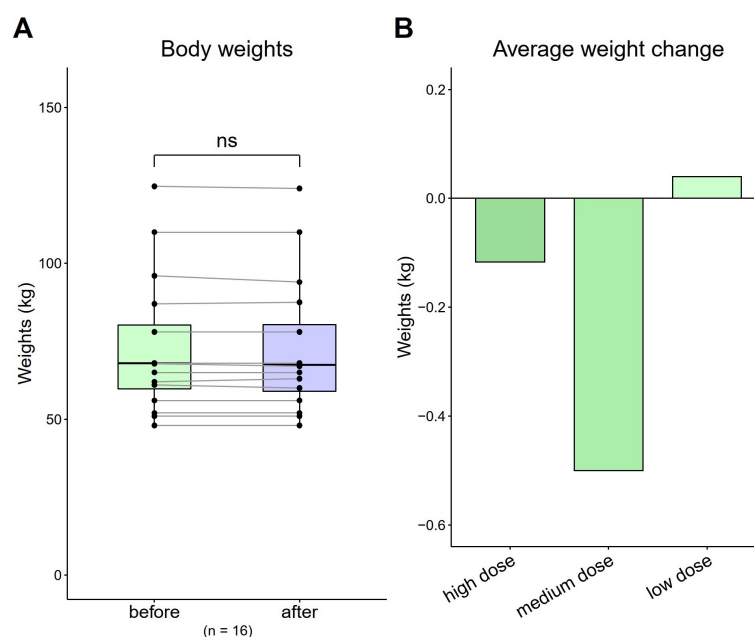 A
Body weights
150
100
50
0
Weights (kg)
ns
before
after
(n = 16)
B
Average weight change
0.2
0.0
−0.2
−0.4
−0.6
Weights (kg)
high dose
medium dose
low dose